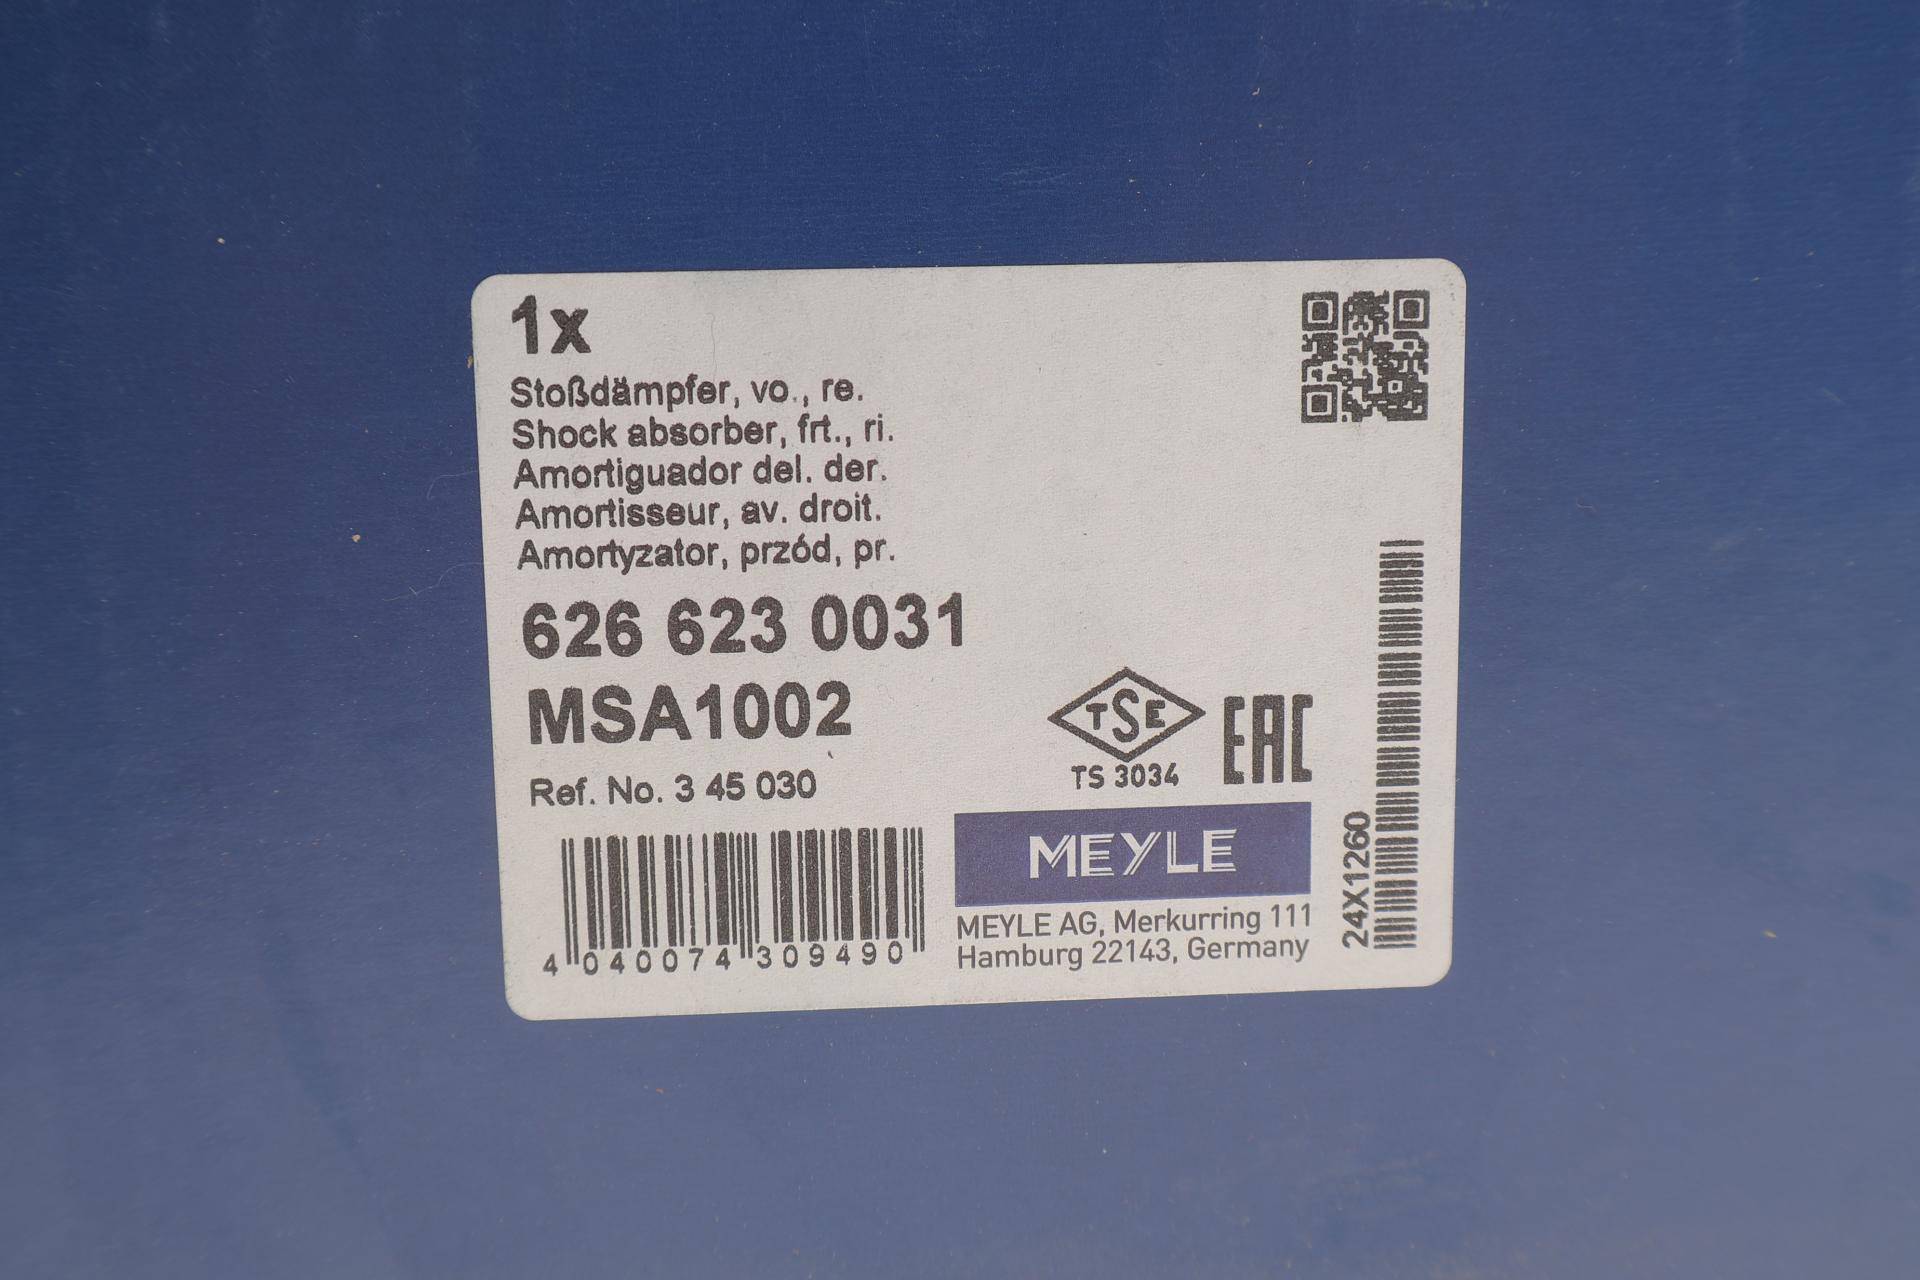 1x
Stoßdämpfer, vo., re.
Shock absorber, frt., ri.
Amortiguador del. der.
Amortisseur, av. droit.
Amortyzator, przód, pr.
626 623 0031
MSA1002
Ref. No. 3 45 030
4 040074 309490
TSE
TS 3034
EAC
MEYLE
MEYLE AG, Merkurring 111
Hamburg 22143, Germany
24X1260